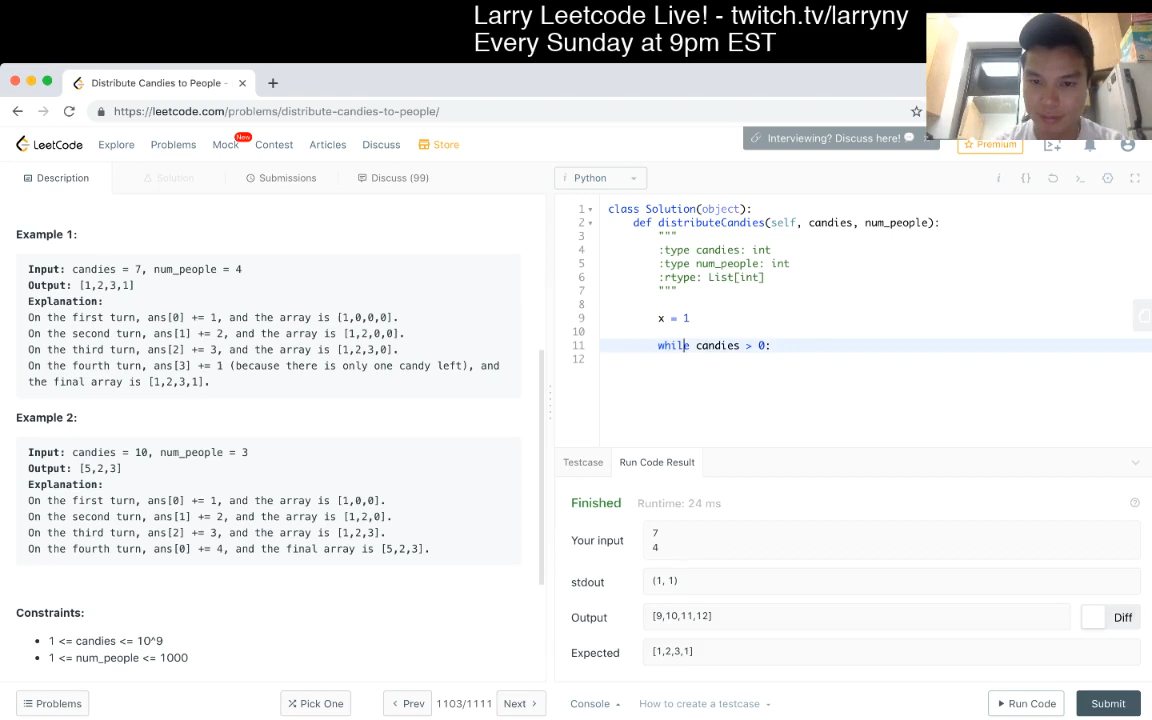 Larry Leetcode Live! - twitch.tv/larryny
Every Sunday at 9pm EST
Distribute Candies to People -
https://leetcode.com/problems/distribute-candies-to-people/
LeetCode
Explore
Problems
Mock
New
Contest
Articles
Discuss
Store
Interviewing? Discuss here!
Premium
Description
Solution
Submissions
Discuss (99)
Example 1:
Input: candies = 7, num_people = 4
Output: [1,2,3,1]
Explanation:
On the first turn, ans[0] += 1, and the array is [1,0,0,0].
On the second turn, ans[1] += 2, and the array is [1,2,0,0].
On the third turn, ans[2] += 3, and the array is [1,2,3,0].
On the fourth turn, ans[3] += 1 (because there is only one candy left), and
the final array is [1,2,3,1].
Example 2:
Input: candies = 10, num_people = 3
Output: [5,2,3]
Explanation:
On the first turn, ans[0] += 1, and the array is [1,0,0].
On the second turn, ans[1] += 2, and the array is [1,2,0].
On the third turn, ans[2] += 3, and the array is [1,2,3].
On the fourth turn, ans[0] += 4, and the final array is [5,2,3].
Constraints:
1 <= candies <= 10^9
1 <= num_people <= 1000
Problems
Pick One
Prev
1103/1111
Next
i Python
1 class Solution(object):
2 def distributeCandies(self, candies, num_people):
3 """
4 :type candies: int
5 :type num_people: int
6 :rtype: List[int]
7 """
8
9 x = 1
10
11 while candies > 0:
12
Testcase
Run Code Result
Finished
Runtime: 24 ms
Your input
7
4
stdout
(1, 1)
Output
[9,10,11,12]
Diff
Expected
[1,2,3,1]
Console
How to create a testcase
Run Code
Submit